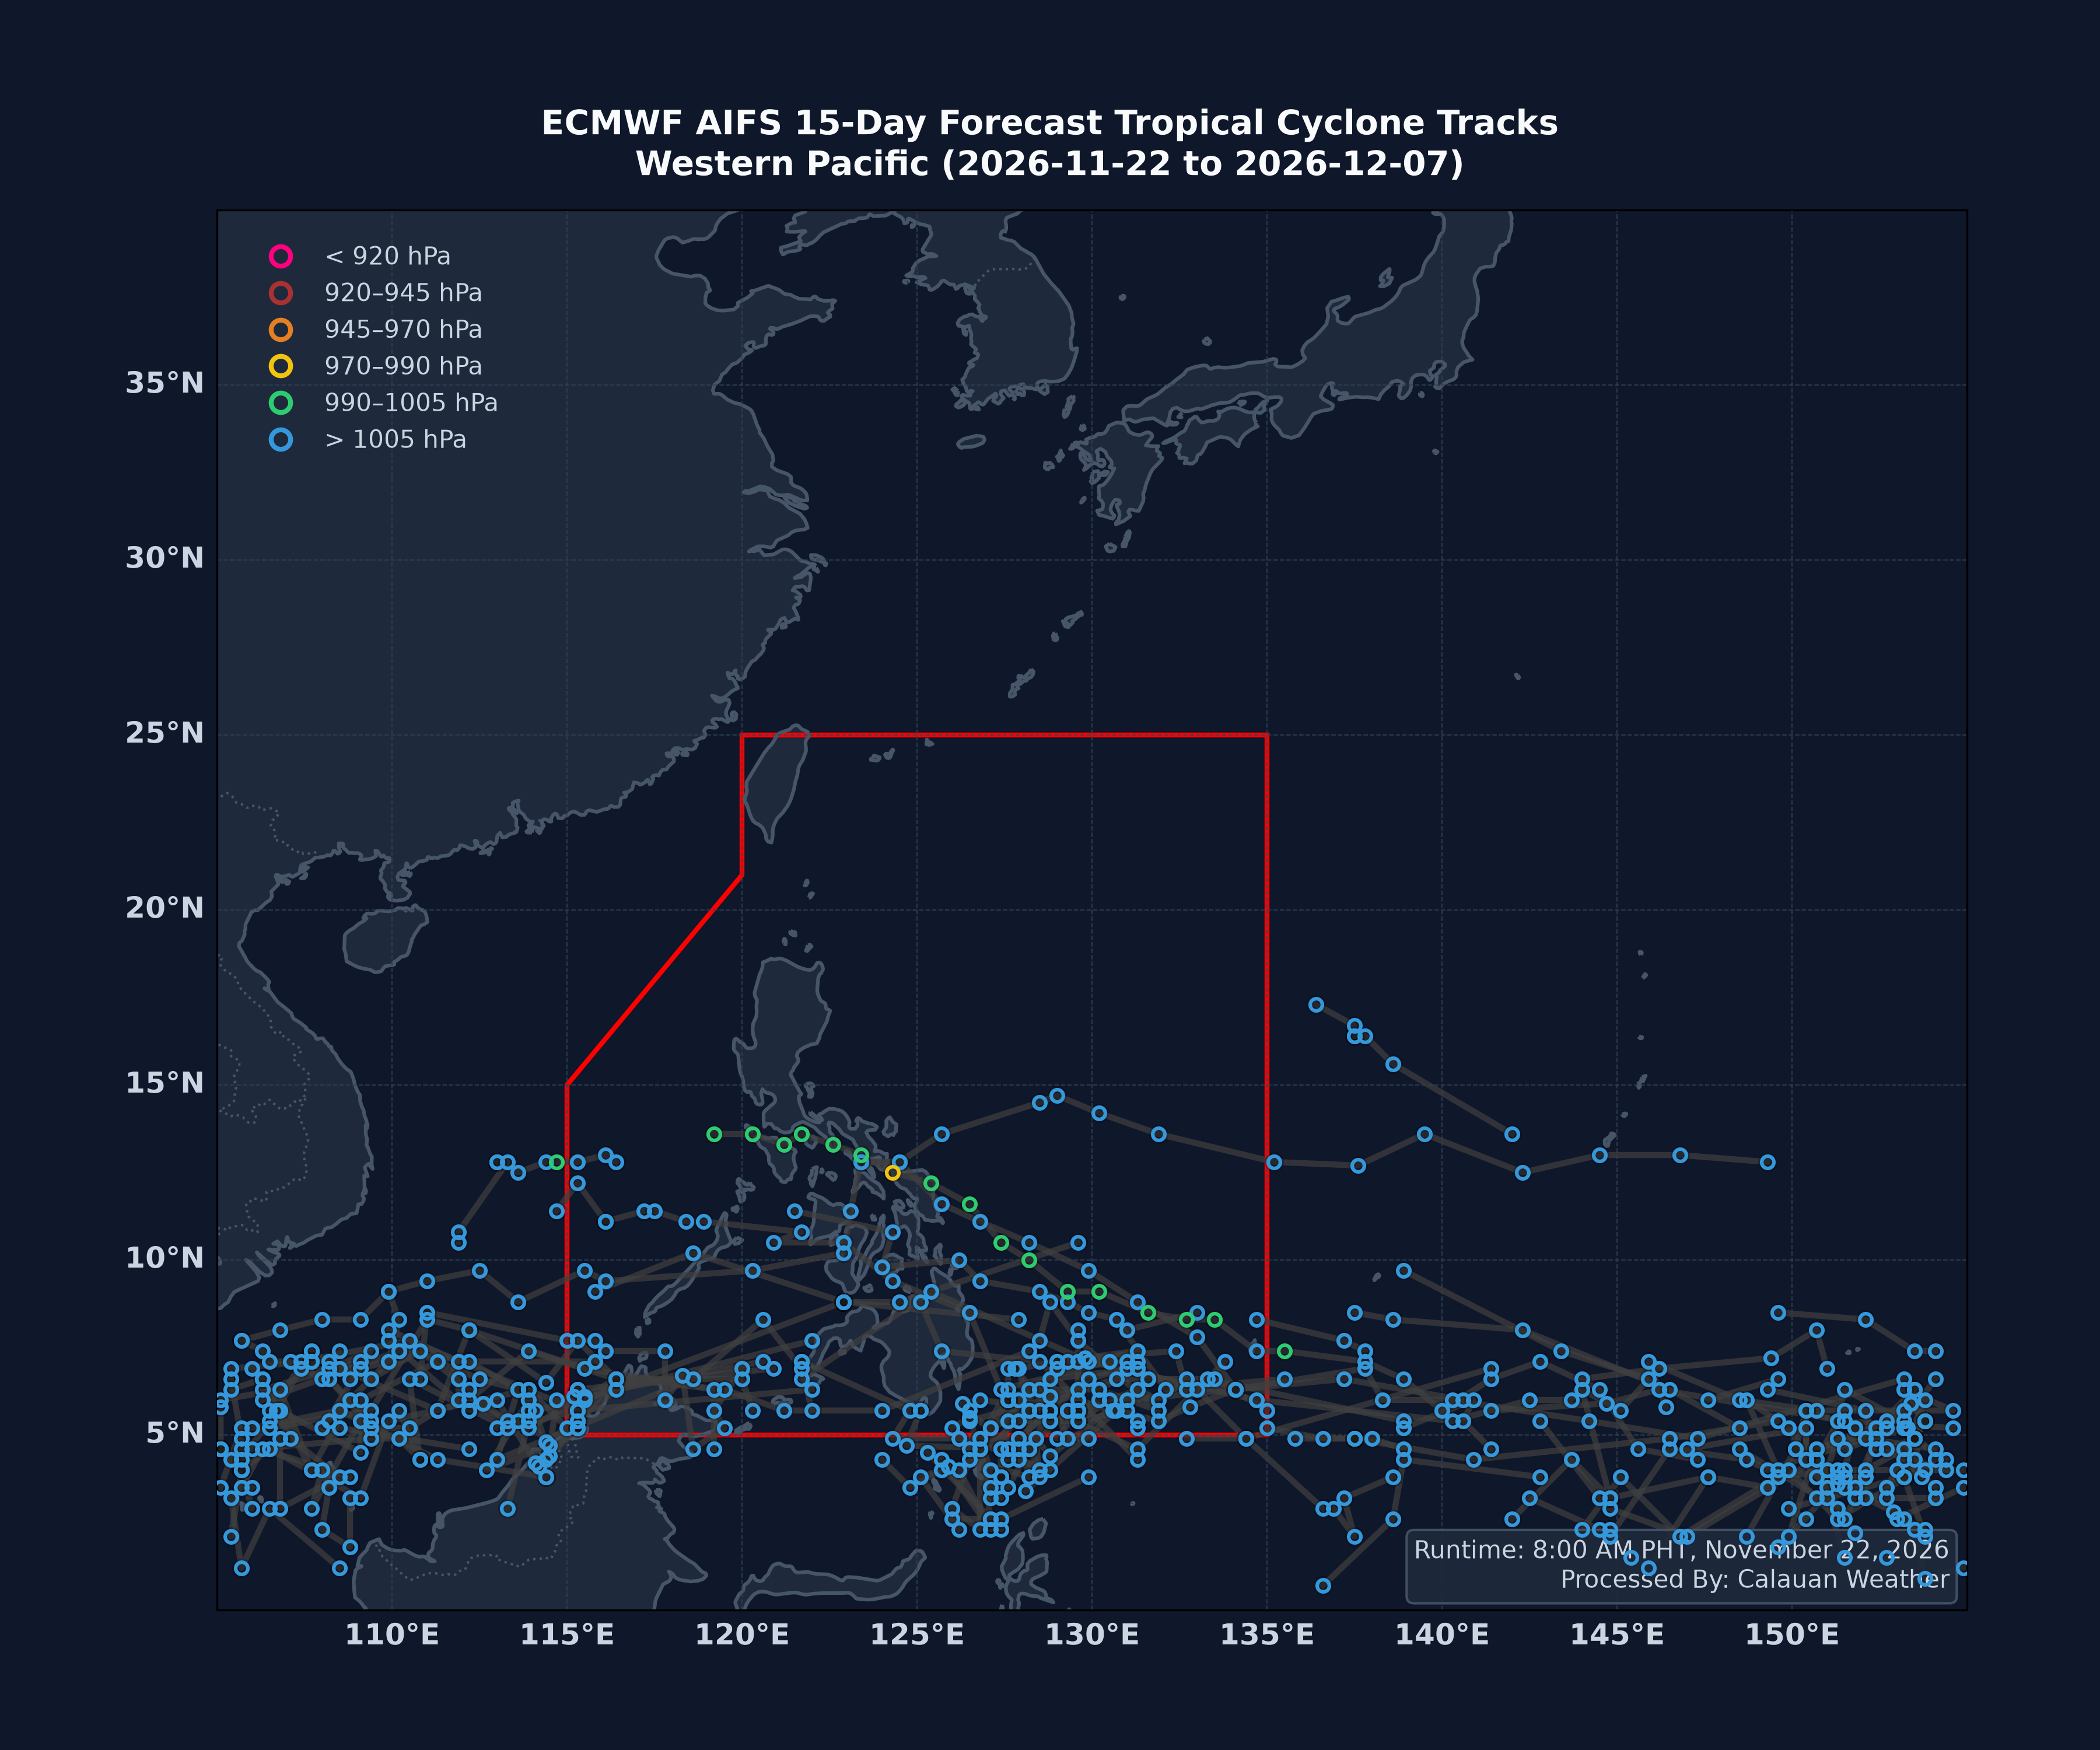 ECMWF AIFS 15-Day Forecast Tropical Cyclone Tracks
Western Pacific (2026-11-22 to 2026-12-07)
< 920 hPa
920–945 hPa
945–970 hPa
970–990 hPa
990–1005 hPa
> 1005 hPa
35°N
30°N
25°N
20°N
15°N
10°N
5°N
Runtime: 8:00 AM PHT, November 22, 2026
Processed By: Calauan Weather
110°E 115°E 120°E 125°E 130°E 135°E 140°E 145°E 150°E